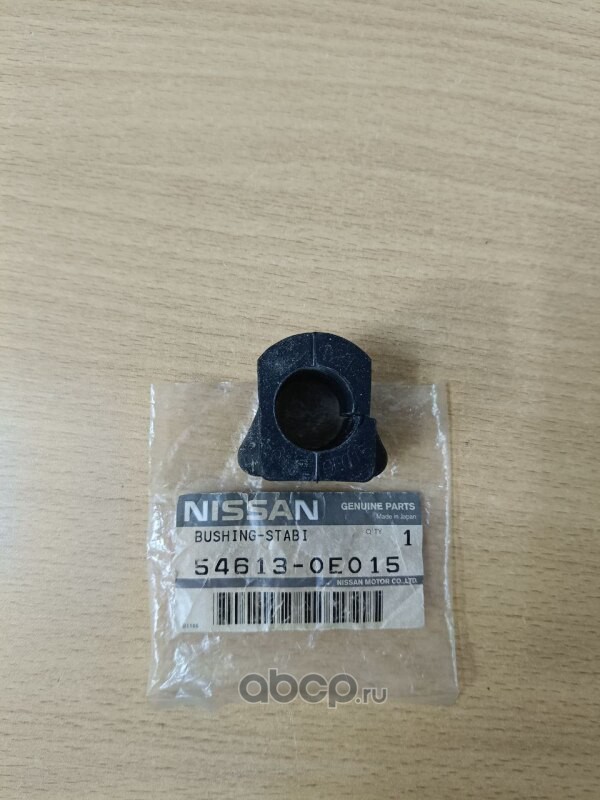 NISSAN
GENUINE PARTS
Made in Japan
BUSHING-STABI
QTY 1
54613-0E015
NISSAN MOTOR CO.,LTD.
abcp.ru